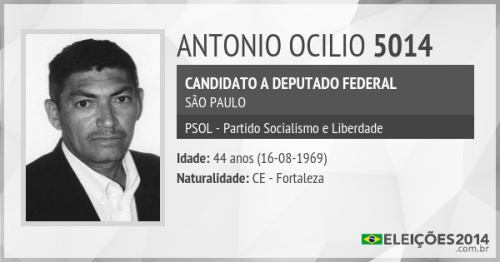 ANTONIO OCILIO 5014
CANDIDATO A DEPUTADO FEDERAL
SÃO PAULO
PSOL - Partido Socialismo e Liberdade
Idade: 44 anos (16-08-1969)
Naturalidade: CE - Fortaleza
ELEIÇÕES2014
.com.br